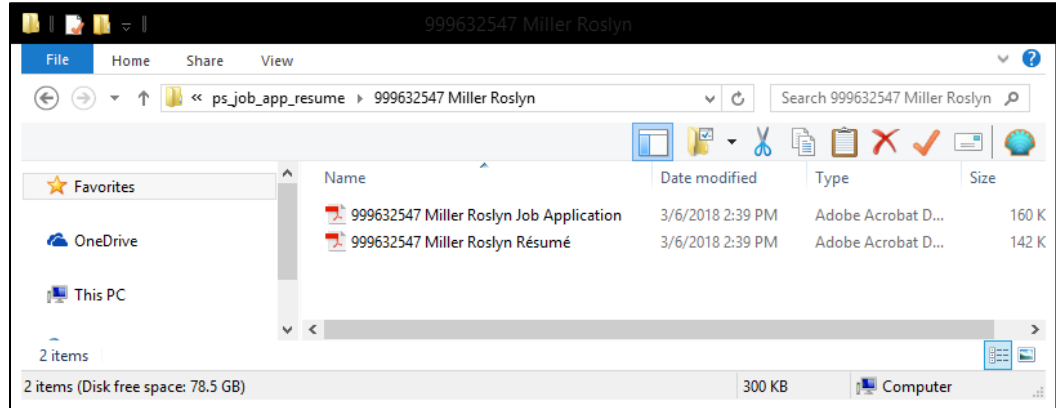 999632547 Miller Roslyn
File Home Share View
« ps_job_app_resume 999632547 Miller Roslyn Search 999632547 Miller Roslyn
Favorites
OneDrive
This PC
Name Date modified Type Size
999632547 Miller Roslyn Job Application 3/6/2018 2:39 PM Adobe Acrobat D... 160 K
999632547 Miller Roslyn Résumé 3/6/2018 2:39 PM Adobe Acrobat D... 142 K
2 items
2 items (Disk free space: 78.5 GB) 300 KB Computer